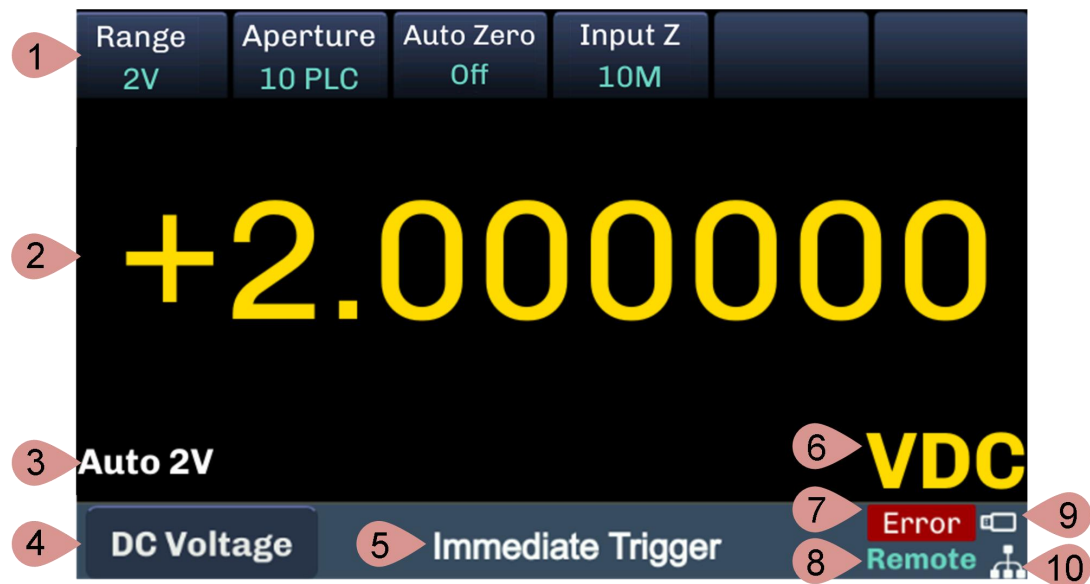 1
Range
2V
Aperture
10 PLC
Auto Zero
Off
Input Z
10M
2
+2.000000
3
Auto 2V
6
VDC
4
DC Voltage
5
Immediate Trigger
7
Error
9
8
Remote
10